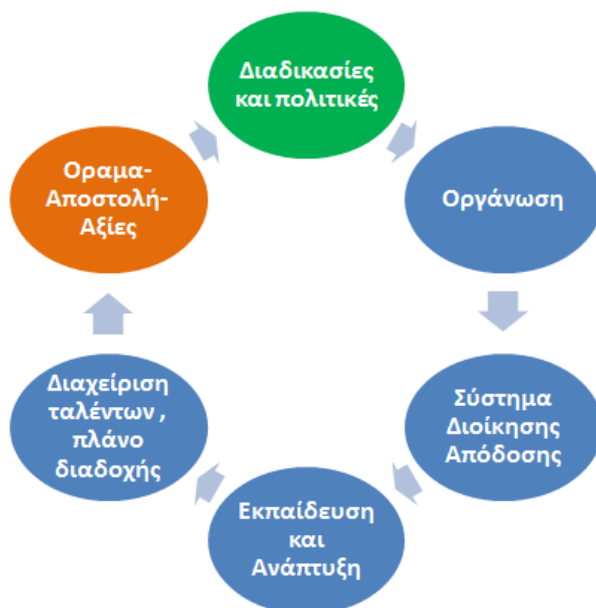 Διαδικασίες
και πολιτικές
Οργάνωση
Σύστημα
Διοίκησης
Απόδοσης
Εκπαίδευση
και
Ανάπτυξη
Διαχείριση
ταλέντων ,
πλάνο
διαδοχής
Οραμα-
Αποστολή-
Αξίες